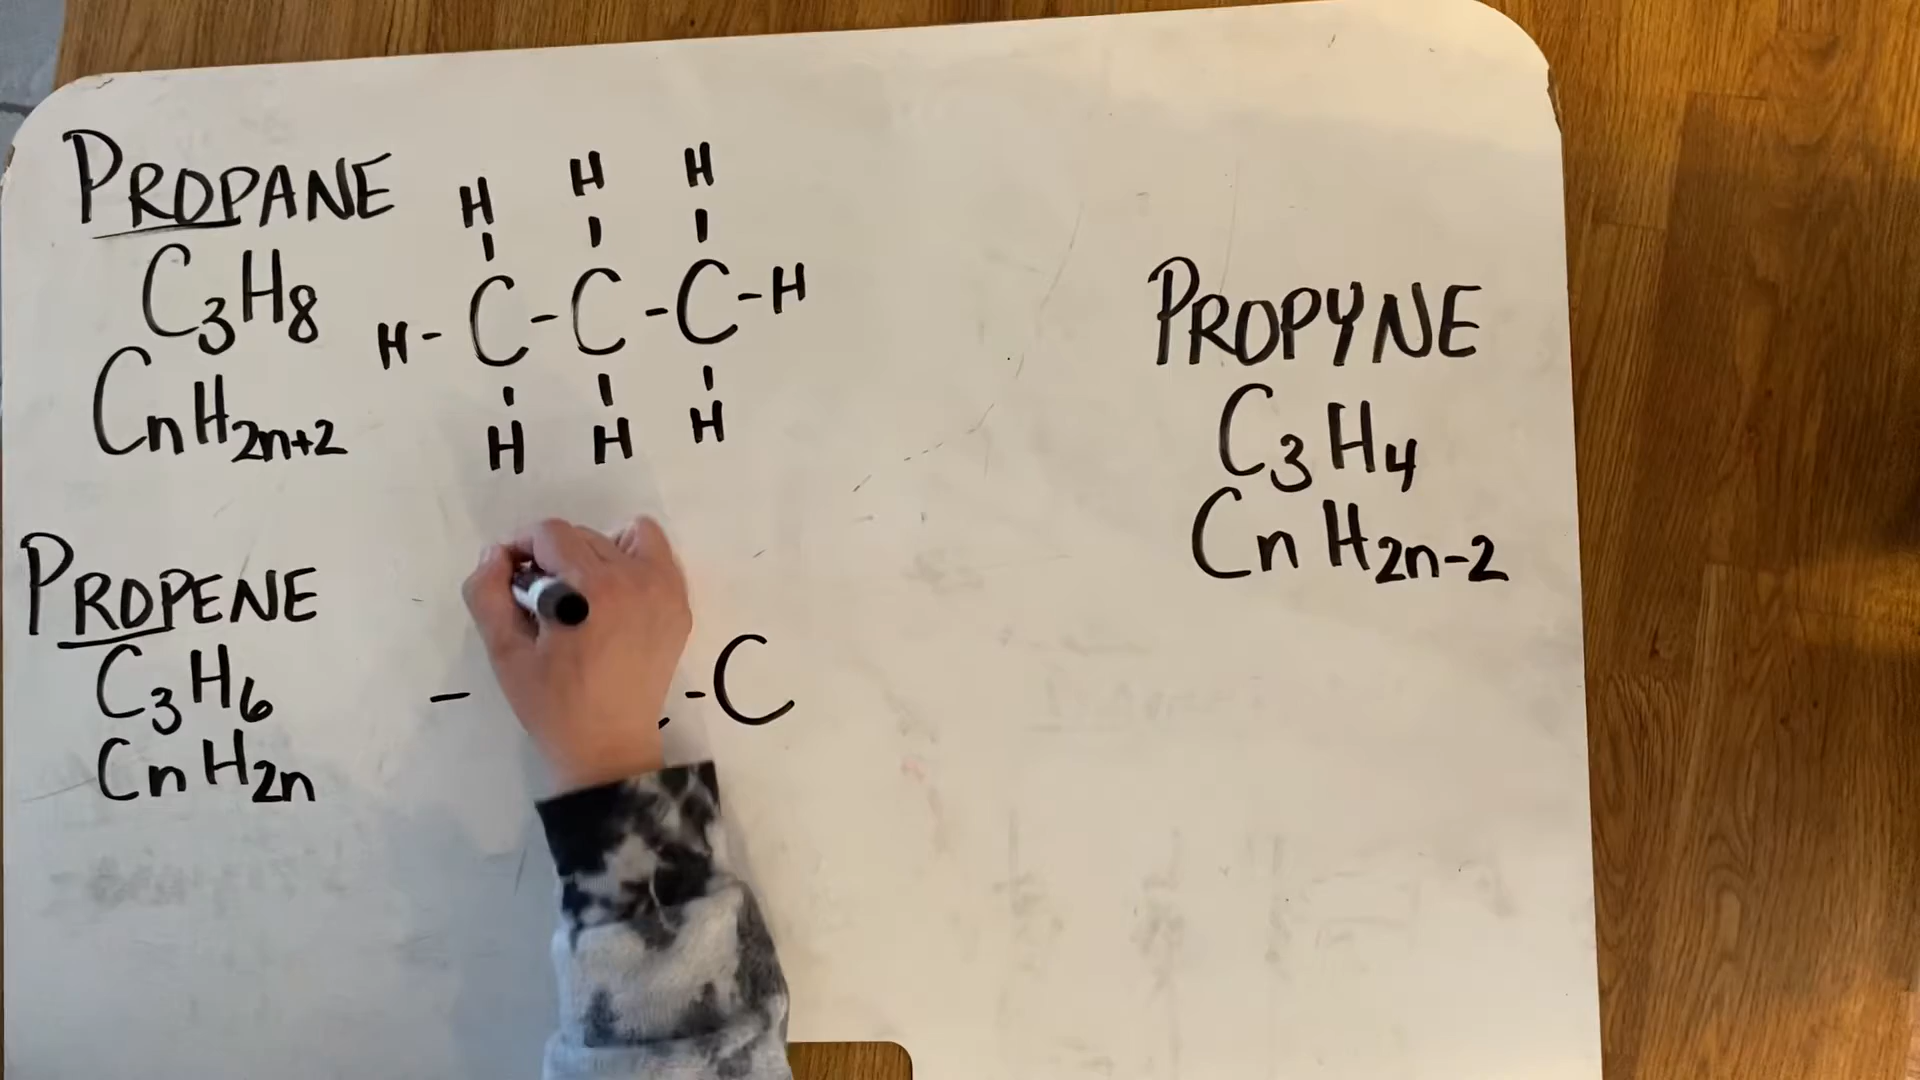 PROPANE
C3H8
CnH2n+2
H H H
H-C-C-C-H
H H H
PROPENE
C3H6
CnH2n
- -C
PROPYNE
C3H4
CnH2n-2